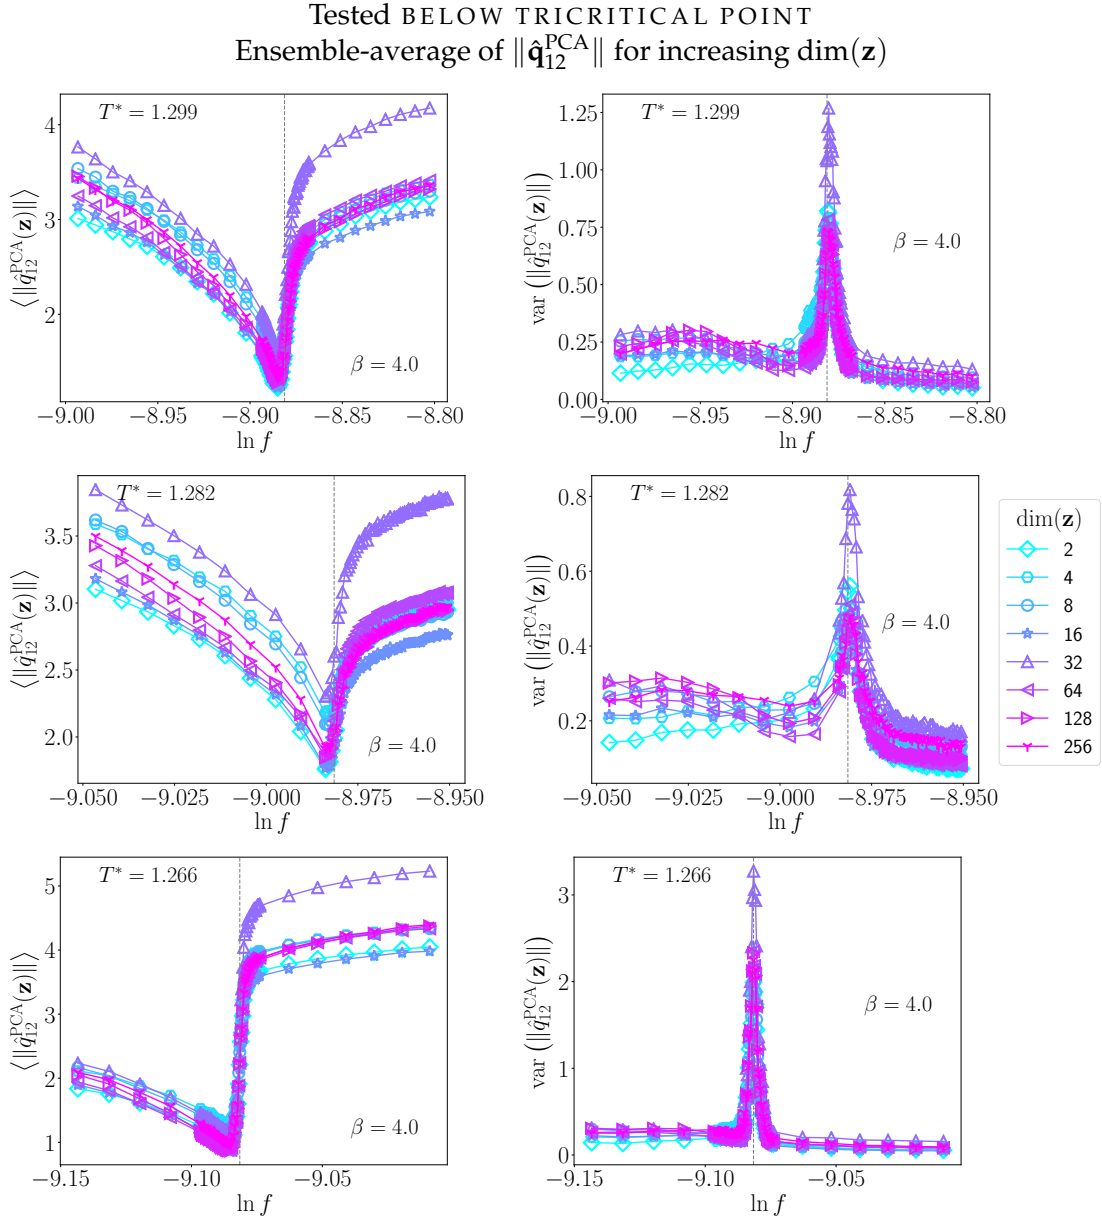 Tested BELOW TRICRITICAL POINT
Ensemble-average of ‖q̂₁₂^PCA‖ for increasing dim(z)
T* = 1.299
4
3
2
⟨‖q̂₁₂^PCA(z)‖⟩
β = 4.0
−9.00 −8.95 −8.90 −8.85 −8.80
ln f
T* = 1.299
1.25
1.00
0.75
0.50
0.25
0.00
var (‖q̂₁₂^PCA(z)‖)
β = 4.0
−9.00 −8.95 −8.90 −8.85 −8.80
ln f
T* = 1.282
3.5
3.0
2.5
2.0
⟨‖q̂₁₂^PCA(z)‖⟩
β = 4.0
−9.050 −9.025 −9.000 −8.975 −8.950
ln f
T* = 1.282
0.8
0.6
0.4
0.2
var (‖q̂₁₂^PCA(z)‖)
β = 4.0
−9.050 −9.025 −9.000 −8.975 −8.950
ln f
dim(z)
2
4
8
16
32
64
128
256
T* = 1.266
5
4
3
2
1
⟨‖q̂₁₂^PCA(z)‖⟩
β = 4.0
−9.15 −9.10 −9.05
ln f
T* = 1.266
3
2
1
0
var (‖q̂₁₂^PCA(z)‖)
β = 4.0
−9.15 −9.10 −9.05
ln f